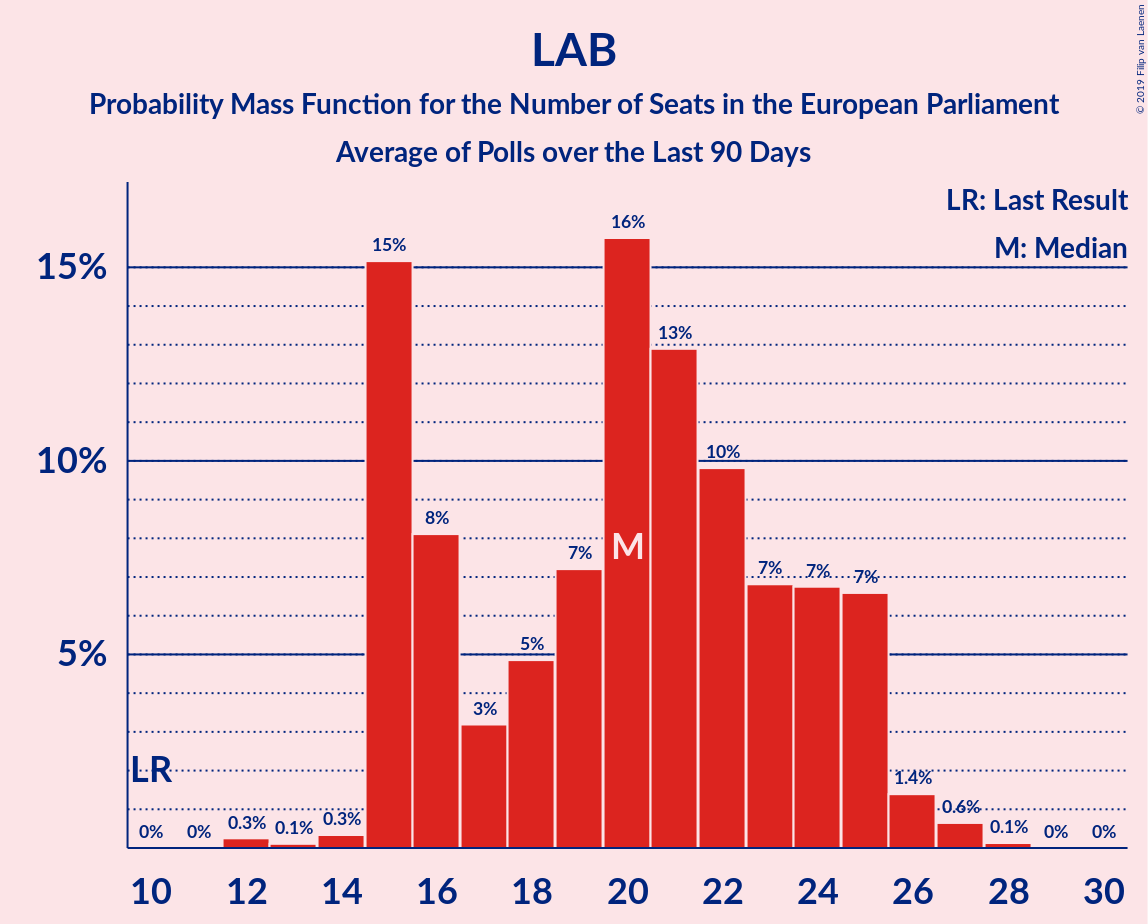 LAB
Probability Mass Function for the Number of Seats in the European Parliament
Average of Polls over the Last 90 Days
© 2019 Filip van Laenen
LR: Last Result
M: Median
15%
10%
5%
LR
0%
0%
0.3%
0.1%
0.3%
15%
8%
3%
5%
7%
16%
M
13%
10%
7%
7%
7%
1.4%
0.6%
0.1%
0%
0%
10 12 14 16 18 20 22 24 26 28 30